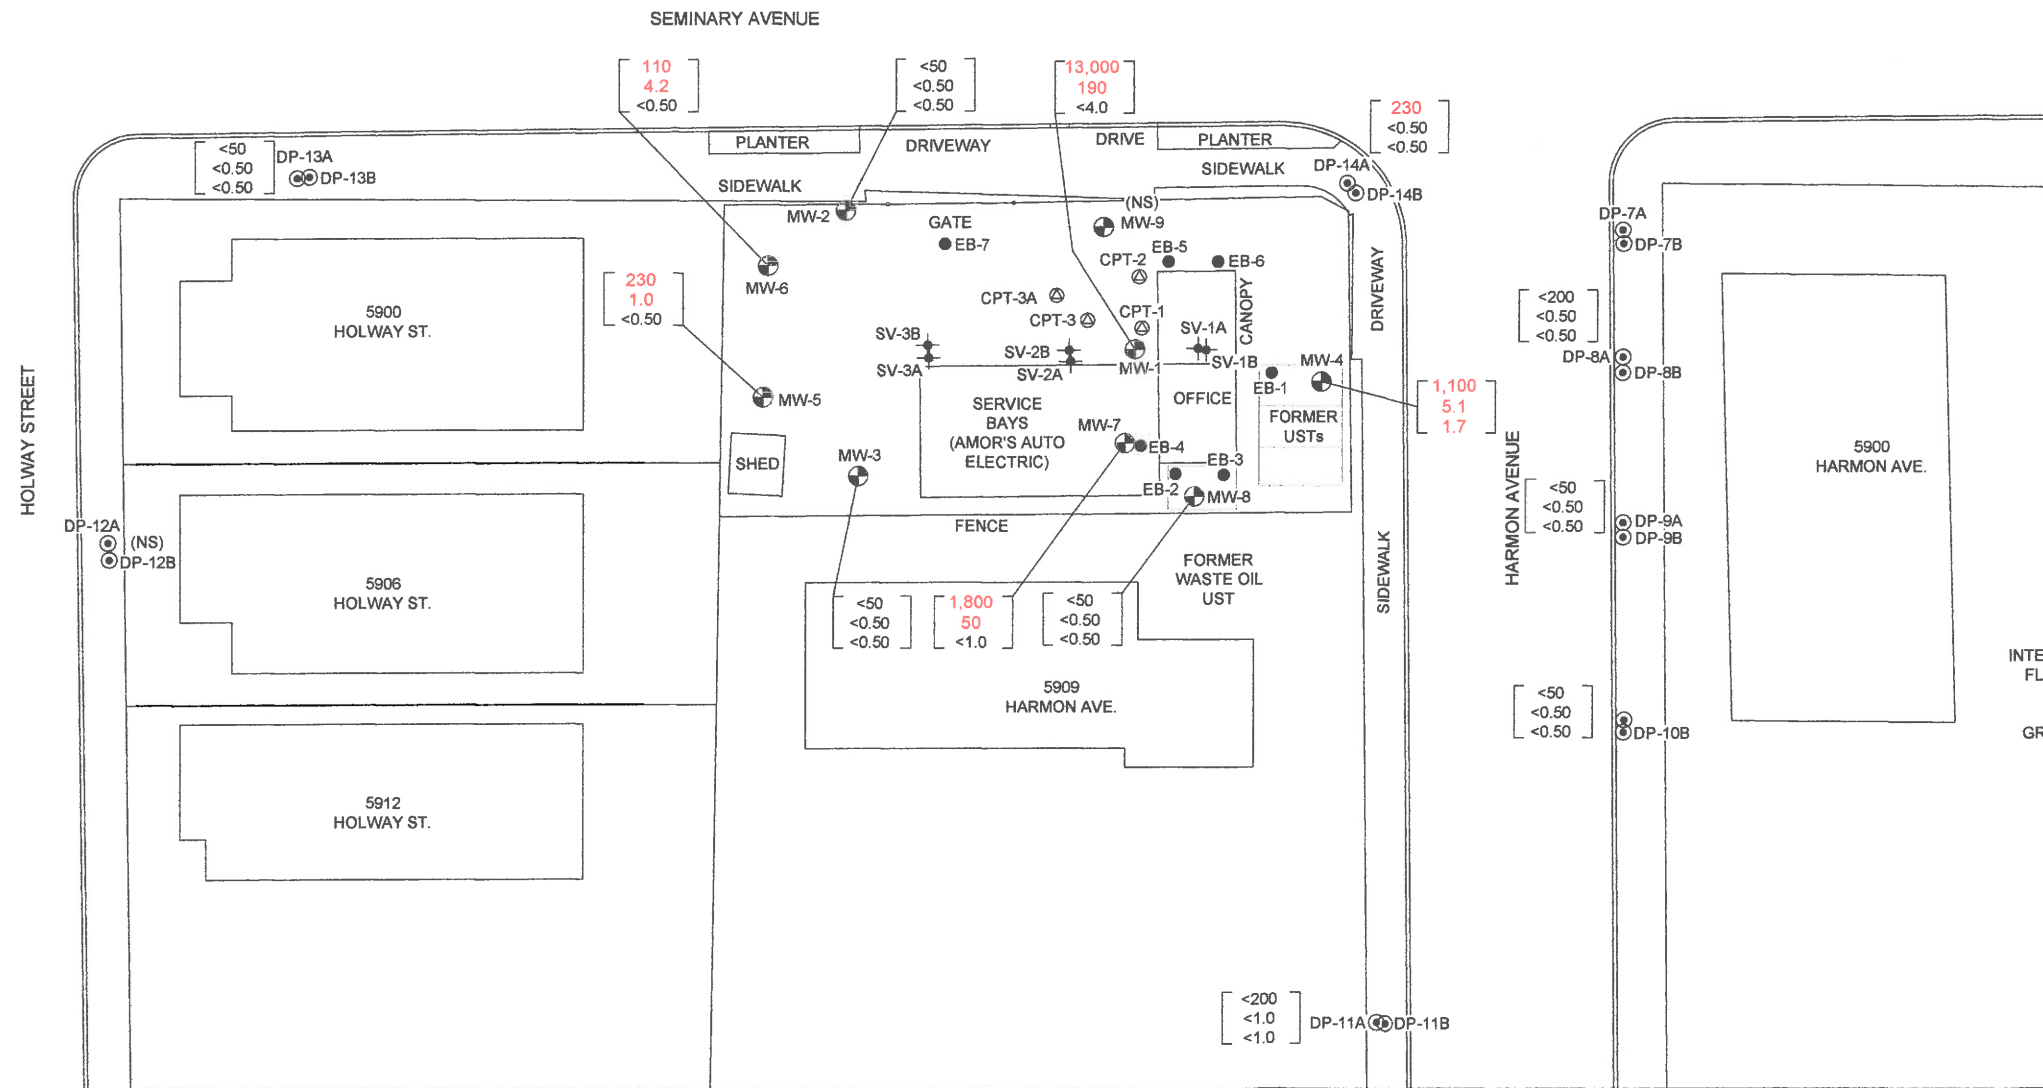 SEMINARY AVENUE
110
4.2
<0.50
<50
<0.50
<0.50
13,000
190
<4.0
230
<0.50
<0.50
<50
<0.50
<0.50
DP-13A
DP-13B
PLANTER
DRIVEWAY
DRIVE
PLANTER
SIDEWALK
SIDEWALK
DP-14A
DP-14B
MW-2
GATE
EB-7
(NS)
MW-9
EB-5
EB-6
CPT-2
DP-7A
DP-7B
MW-6
230
1.0
<0.50
5900
HOLWAY ST.
CPT-3A
CPT-3
CPT-1
CANOPY
DRIVEWAY
<200
<0.50
<0.50
SV-3B
SV-3A
SV-2B
SV-2A
SV-1A
SV-1B
MW-1
MW-4
EB-1
DP-8A
DP-8B
HOLWAY STREET
MW-5
SERVICE
BAYS
(AMOR'S AUTO
ELECTRIC)
OFFICE
FORMER
USTs
1,100
5.1
1.7
MW-7
EB-4
EB-3
EB-2
MW-8
SHED
MW-3
5900
HARMON AVE.
HARMON AVENUE
<50
<0.50
<0.50
DP-9A
DP-9B
FENCE
DP-12A
(NS)
DP-12B
5906
HOLWAY ST.
FORMER
WASTE OIL
UST
SIDEWALK
<50
<0.50
<0.50
1,800
50
<1.0
<50
<0.50
<0.50
5909
HARMON AVE.
INTE
FL
<50
<0.50
<0.50
DP-10B
GR
5912
HOLWAY ST.
<200
<1.0
<1.0
DP-11A
DP-11B